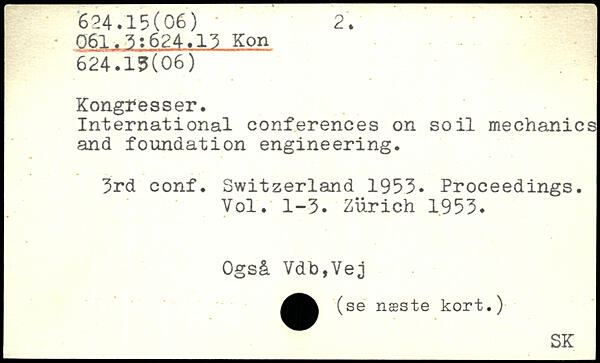 624.15(06) 2.
061.3:624.13 Kon
624.13(06)
Kongresser.
International conferences on soil mechanics
and foundation engineering.
3rd conf. Switzerland 1953. Proceedings.
Vol. 1-3. Zürich 1953.
Også Vdb,Vej
(se næste kort.)
SK